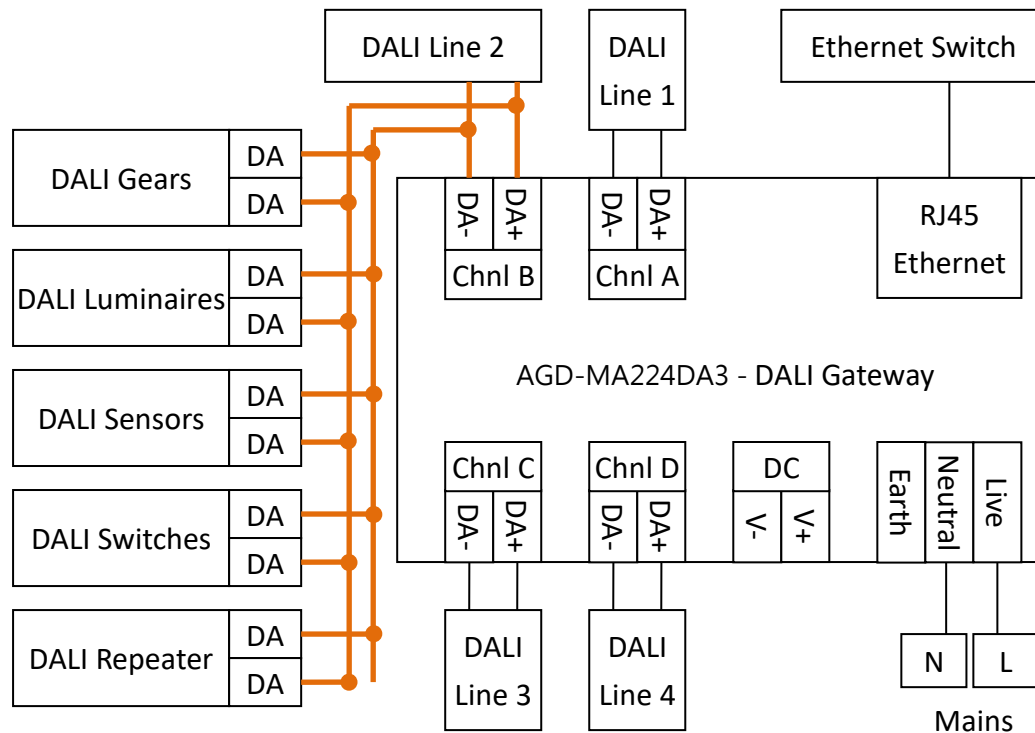 DALI Line 2
DALI
Line 1
Ethernet Switch
DALI Gears
DA
DA
DALI Luminaires
DA
DA
DALI Sensors
DA
DA
DALI Switches
DA
DA
DALI Repeater
DA
DA
DA-
DA+
Chnl B
DA-
DA+
Chnl A
RJ45
Ethernet
AGD-MA224DA3 - DALI Gateway
Chnl C
DA-
DA+
Chnl D
DA-
DA+
DC
V-
V+
Earth
Neutral
Live
DALI
Line 3
DALI
Line 4
N
L
Mains